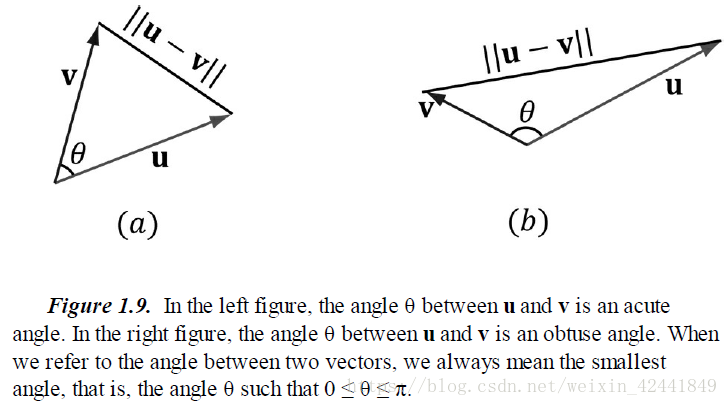 ||u − v||
v
θ
u
(a)
||u − v||
v
θ
u
(b)
Figure 1.9. In the left figure, the angle θ between u and v is an acute
angle. In the right figure, the angle θ between u and v is an obtuse angle. When
we refer to the angle between two vectors, we always mean the smallest
angle, that is, the angle θ such that 0 ≤ θ ≤ π.
https://blog.csdn.net/weixin_42441849